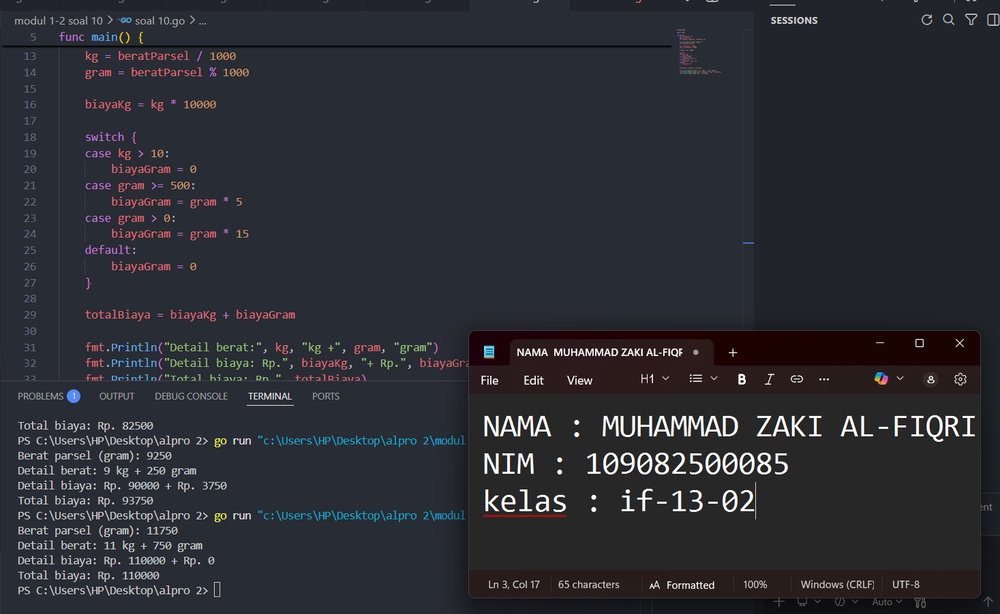 modul 1-2 soal 10 > soal 10.go > ...
SESSIONS
5 func main() {
13 kg = beratParsel / 1000
14 gram = beratParsel % 1000
15
16 biayaKg = kg * 10000
17
18 switch {
19 case kg > 10:
20 biayaGram = 0
21 case gram >= 500:
22 biayaGram = gram * 5
23 case gram > 0:
24 biayaGram = gram * 15
25 default:
26 biayaGram = 0
27 }
28
29 totalBiaya = biayaKg + biayaGram
30
31 fmt.Println("Detail berat:", kg, "kg +", gram, "gram")
32 fmt.Println("Detail biaya: Rp.", biayaKg, "+ Rp.", biayaGra
33 fmt.Println("Total biaya: Rp.", totalBiaya)
PROBLEMS 1 OUTPUT DEBUG CONSOLE TERMINAL PORTS
Total biaya: Rp. 82500
PS C:\Users\HP\Desktop\alpro 2> go run "c:\Users\HP\Desktop\alpro 2\modul
Berat parsel (gram): 9250
Detail berat: 9 kg + 250 gram
Detail biaya: Rp. 90000 + Rp. 3750
Total biaya: Rp. 93750
PS C:\Users\HP\Desktop\alpro 2> go run "c:\Users\HP\Desktop\alpro 2\modul
Berat parsel (gram): 11750
Detail berat: 11 kg + 750 gram
Detail biaya: Rp. 110000 + Rp. 0
Total biaya: Rp. 110000
PS C:\Users\HP\Desktop\alpro 2>
NAMA MUHAMMAD ZAKI AL-FIQR
File Edit View H1 B I
NAMA : MUHAMMAD ZAKI AL-FIQRI
NIM : 109082500085
kelas : if-13-02
Ln 3, Col 17 65 characters Formatted 100% Windows (CRLF) UTF-8
ent
Auto